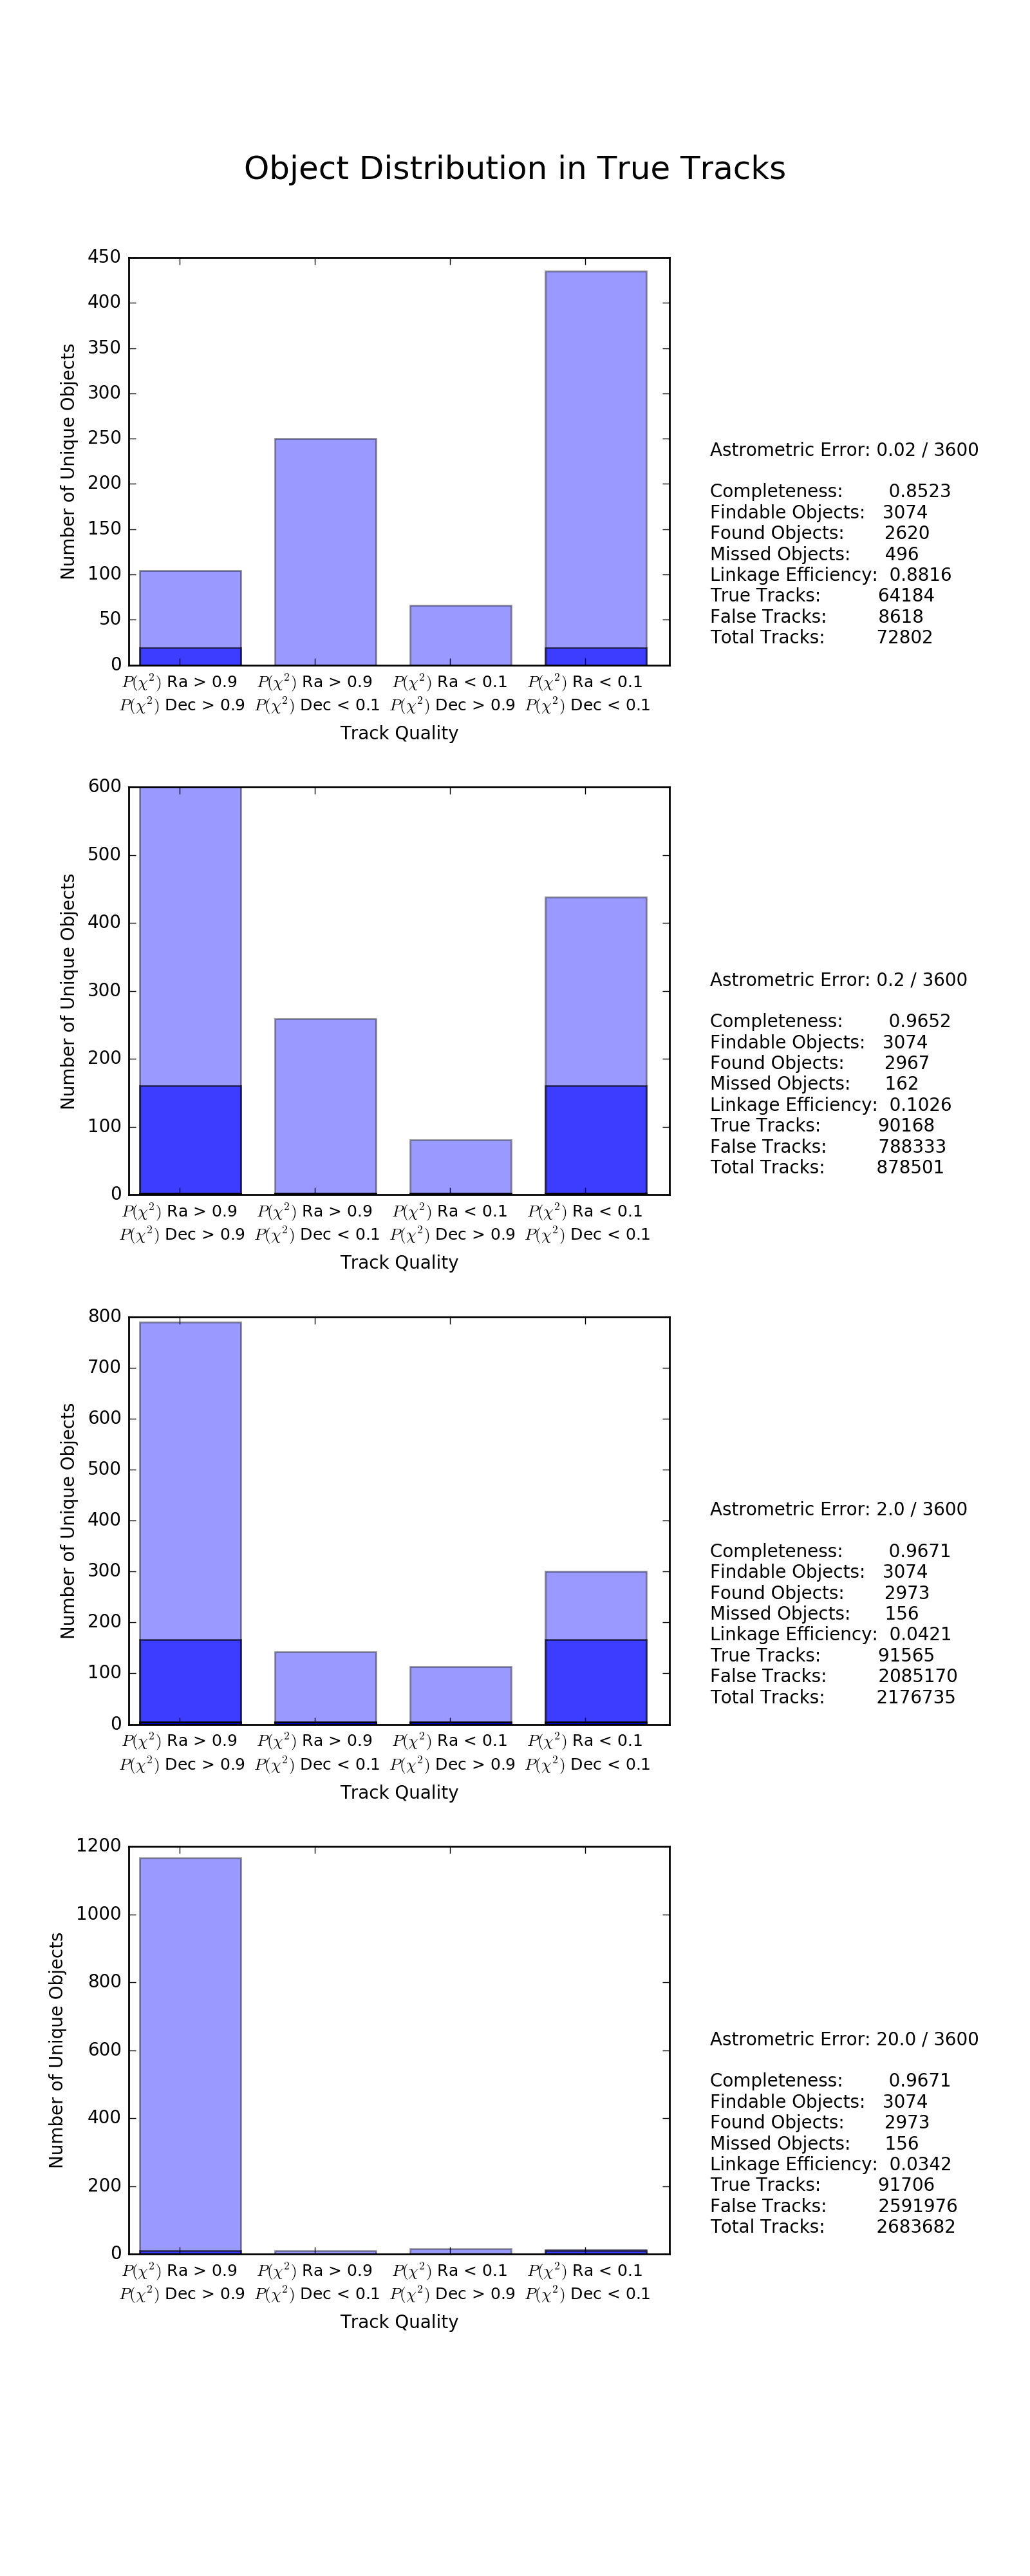 Object Distribution in True Tracks
450
400
350
300
250
200
150
100
50
0
Number of Unique Objects
P(χ²) Ra > 0.9 P(χ²) Ra > 0.9 P(χ²) Ra < 0.1 P(χ²) Ra < 0.1
P(χ²) Dec > 0.9 P(χ²) Dec < 0.1 P(χ²) Dec > 0.9 P(χ²) Dec < 0.1
Track Quality
Astrometric Error: 0.02 / 3600
Completeness: 0.8523
Findable Objects: 3074
Found Objects: 2620
Missed Objects: 496
Linkage Efficiency: 0.8816
True Tracks: 64184
False Tracks: 8618
Total Tracks: 72802
600
500
400
300
200
100
0
Number of Unique Objects
P(χ²) Ra > 0.9 P(χ²) Ra > 0.9 P(χ²) Ra < 0.1 P(χ²) Ra < 0.1
P(χ²) Dec > 0.9 P(χ²) Dec < 0.1 P(χ²) Dec > 0.9 P(χ²) Dec < 0.1
Track Quality
Astrometric Error: 0.2 / 3600
Completeness: 0.9652
Findable Objects: 3074
Found Objects: 2967
Missed Objects: 162
Linkage Efficiency: 0.1026
True Tracks: 90168
False Tracks: 788333
Total Tracks: 878501
800
700
600
500
400
300
200
100
0
Number of Unique Objects
P(χ²) Ra > 0.9 P(χ²) Ra > 0.9 P(χ²) Ra < 0.1 P(χ²) Ra < 0.1
P(χ²) Dec > 0.9 P(χ²) Dec < 0.1 P(χ²) Dec > 0.9 P(χ²) Dec < 0.1
Track Quality
Astrometric Error: 2.0 / 3600
Completeness: 0.9671
Findable Objects: 3074
Found Objects: 2973
Missed Objects: 156
Linkage Efficiency: 0.0421
True Tracks: 91565
False Tracks: 2085170
Total Tracks: 2176735
1200
1000
800
600
400
200
0
Number of Unique Objects
P(χ²) Ra > 0.9 P(χ²) Ra > 0.9 P(χ²) Ra < 0.1 P(χ²) Ra < 0.1
P(χ²) Dec > 0.9 P(χ²) Dec < 0.1 P(χ²) Dec > 0.9 P(χ²) Dec < 0.1
Track Quality
Astrometric Error: 20.0 / 3600
Completeness: 0.9671
Findable Objects: 3074
Found Objects: 2973
Missed Objects: 156
Linkage Efficiency: 0.0342
True Tracks: 91706
False Tracks: 2591976
Total Tracks: 2683682